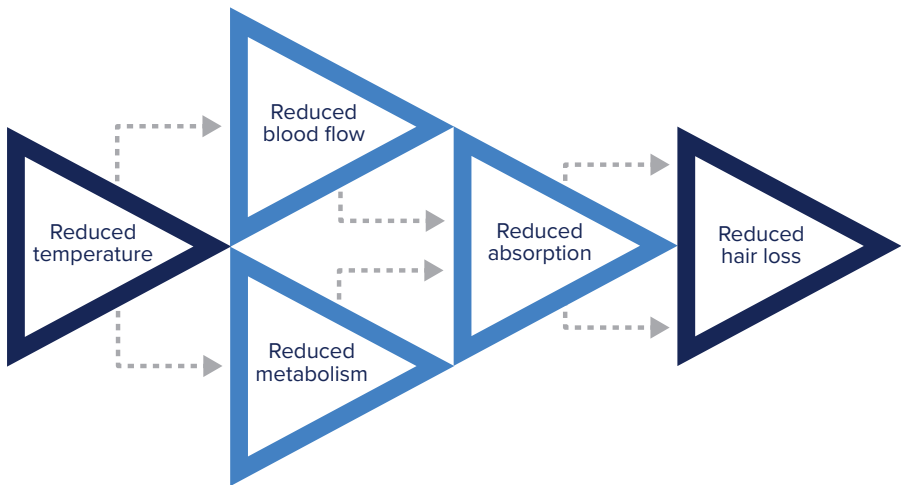 Reduced
blood flow
Reduced
temperature
Reduced
absorption
Reduced
hair loss
Reduced
metabolism